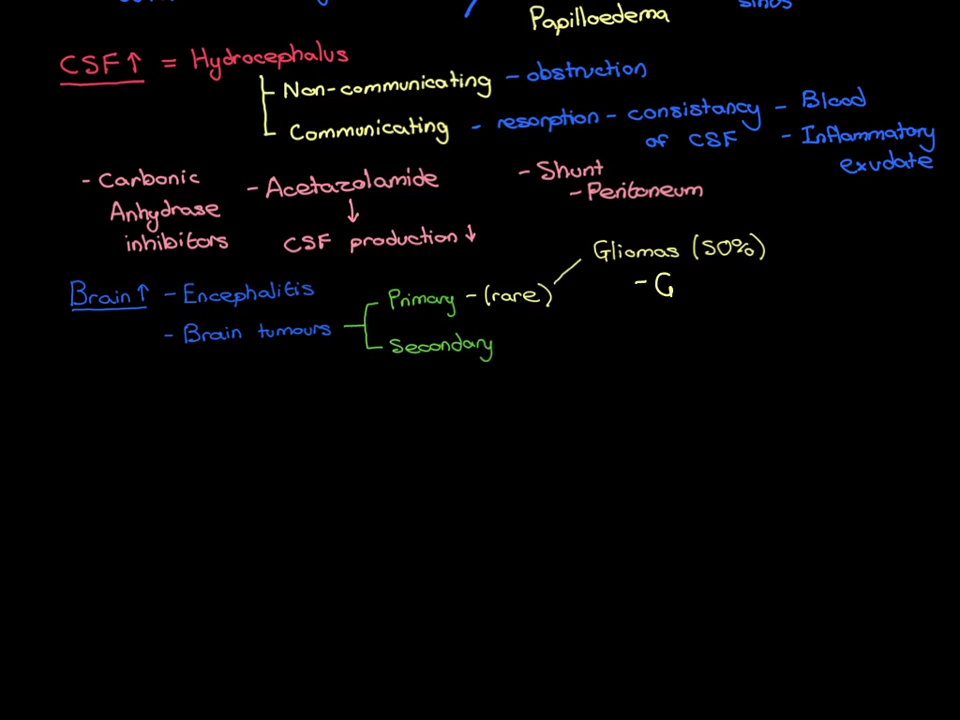 Papilloedema
sinus
CSF↑ = Hydrocephalus
Non-communicating - obstruction
Communicating - resorption - consistancy of CSF - Blood
- Inflammatory exudate
- Carbonic Anhydrase inhibitors
- Acetazolamide
↓
CSF production ↓
- Shunt
- Peritoneum
Brain↑ - Encephalitis
- Brain tumours
Primary - (rare)
Secondary
Gliomas (50%)
- G